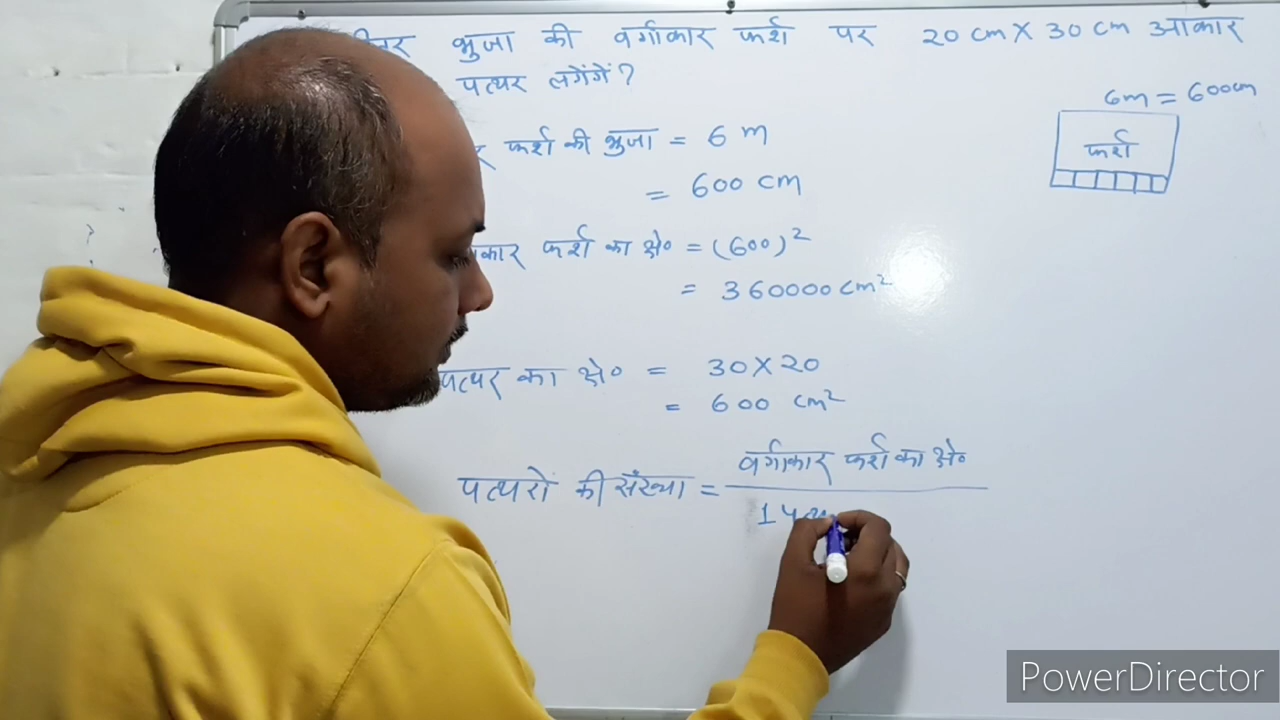 भुजा की वर्गाकार फर्श पर 20 cm X 30 cm आकार
पत्थर लगेंगें?
6m = 600cm
फर्श
फर्श की भुजा = 6 m
= 600 cm
फर्श का क्षे० = (600)²
= 360000 cm²
पत्थर का क्षे० = 30 X 20
= 600 cm²
पत्थरों की संख्या = वर्गाकार फर्श का क्षे०
1
PowerDirector